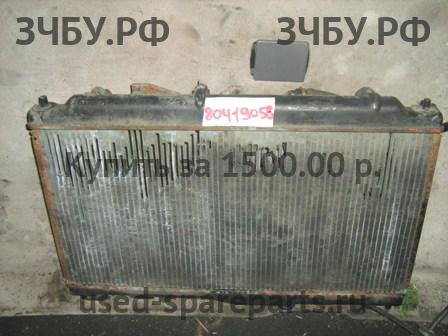 ЗЧБУ.РФ ЗЧБУ.РФ
80419058
Купить за 1500.00 р.
used-spareparts.ru